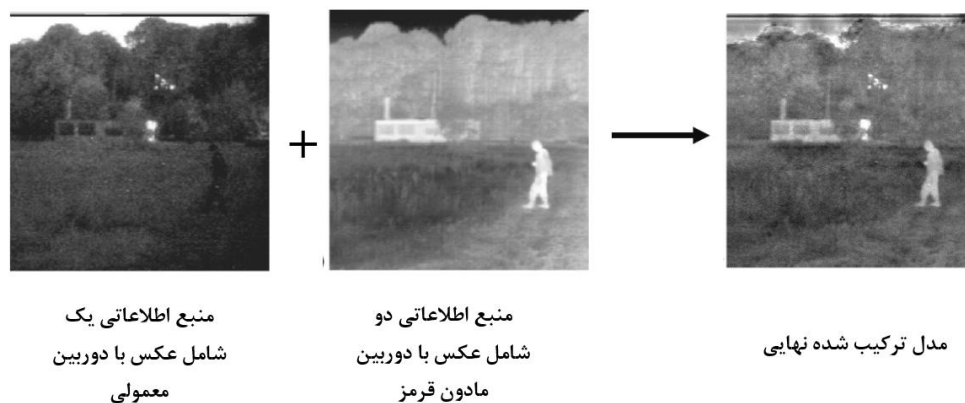 منبع اطلاعاتی یک
شامل عکس با دوربین
معمولی
+
منبع اطلاعاتی دو
شامل عکس با دوربین
مادون قرمز
مدل ترکیب شده نهایی